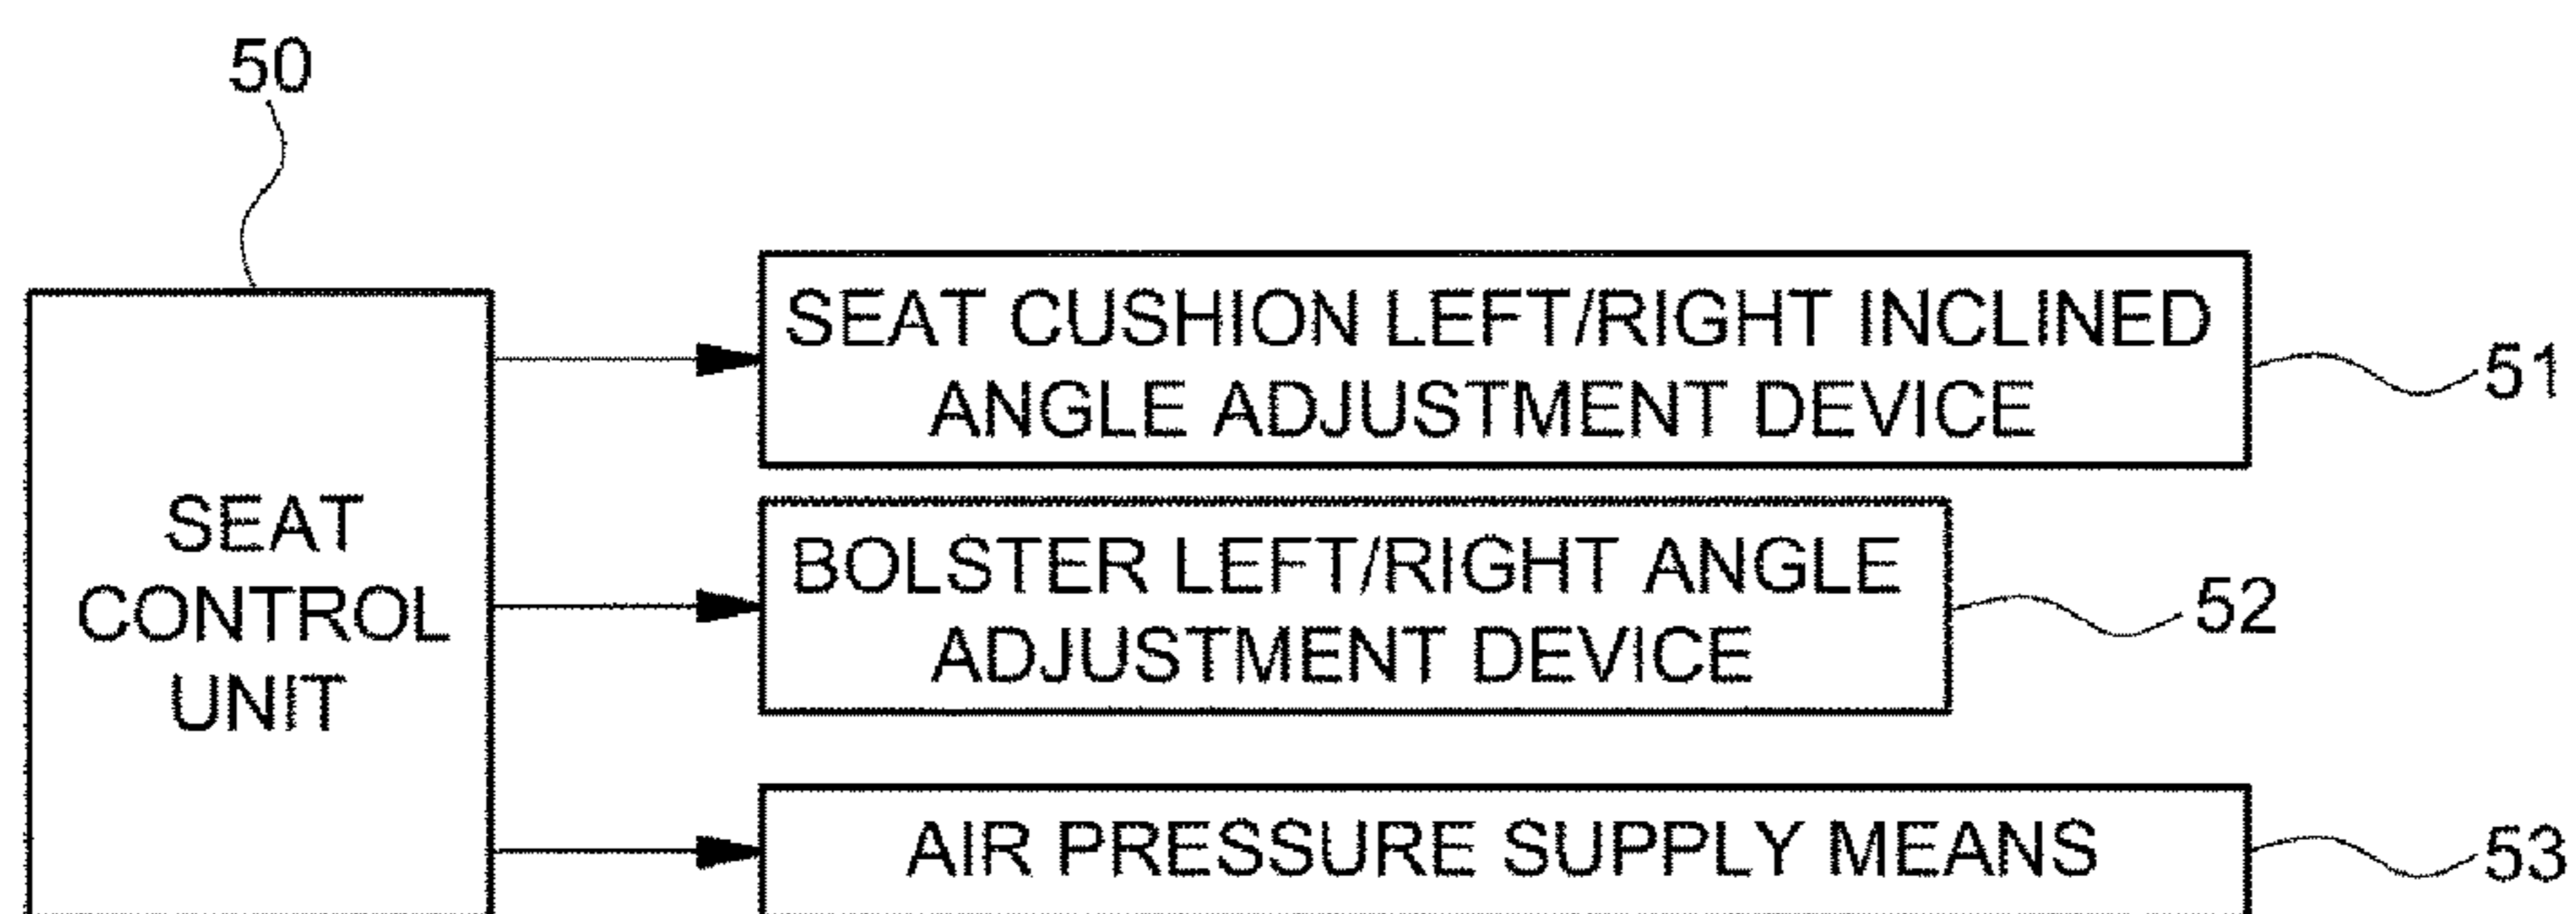 50
SEAT CUSHION LEFT/RIGHT INCLINED
ANGLE ADJUSTMENT DEVICE
51
SEAT
CONTROL
UNIT
BOLSTER LEFT/RIGHT ANGLE
ADJUSTMENT DEVICE
52
AIR PRESSURE SUPPLY MEANS
53